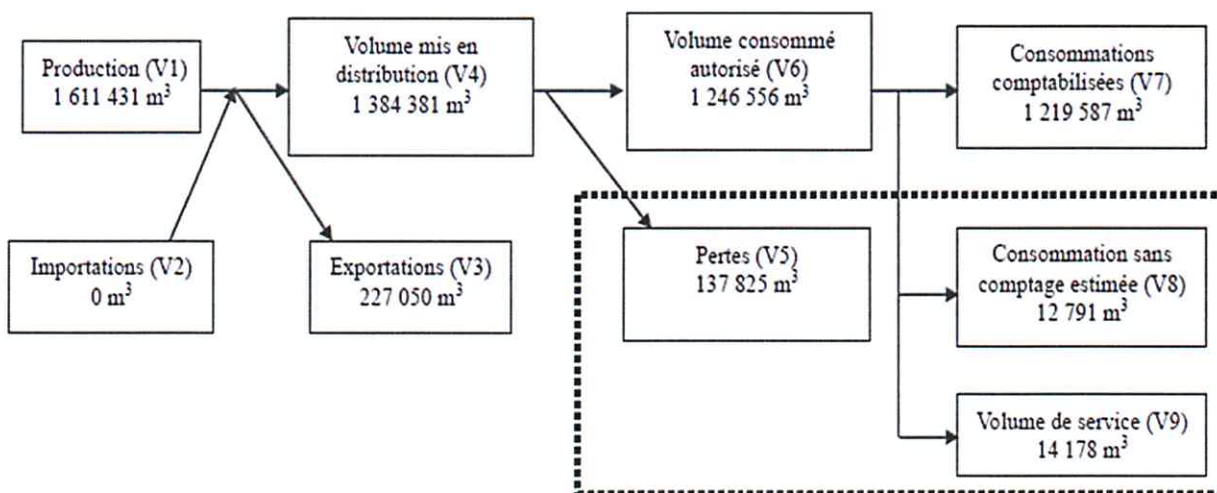 Production (V1)
1 611 431 m³
Volume mis en
distribution (V4)
1 384 381 m³
Volume consommé
autorisé (V6)
1 246 556 m³
Consommations
comptabilisées (V7)
1 219 587 m³
Importations (V2)
0 m³
Exportations (V3)
227 050 m³
Pertes (V5)
137 825 m³
Consommation sans
comptage estimée (V8)
12 791 m³
Volume de service (V9)
14 178 m³